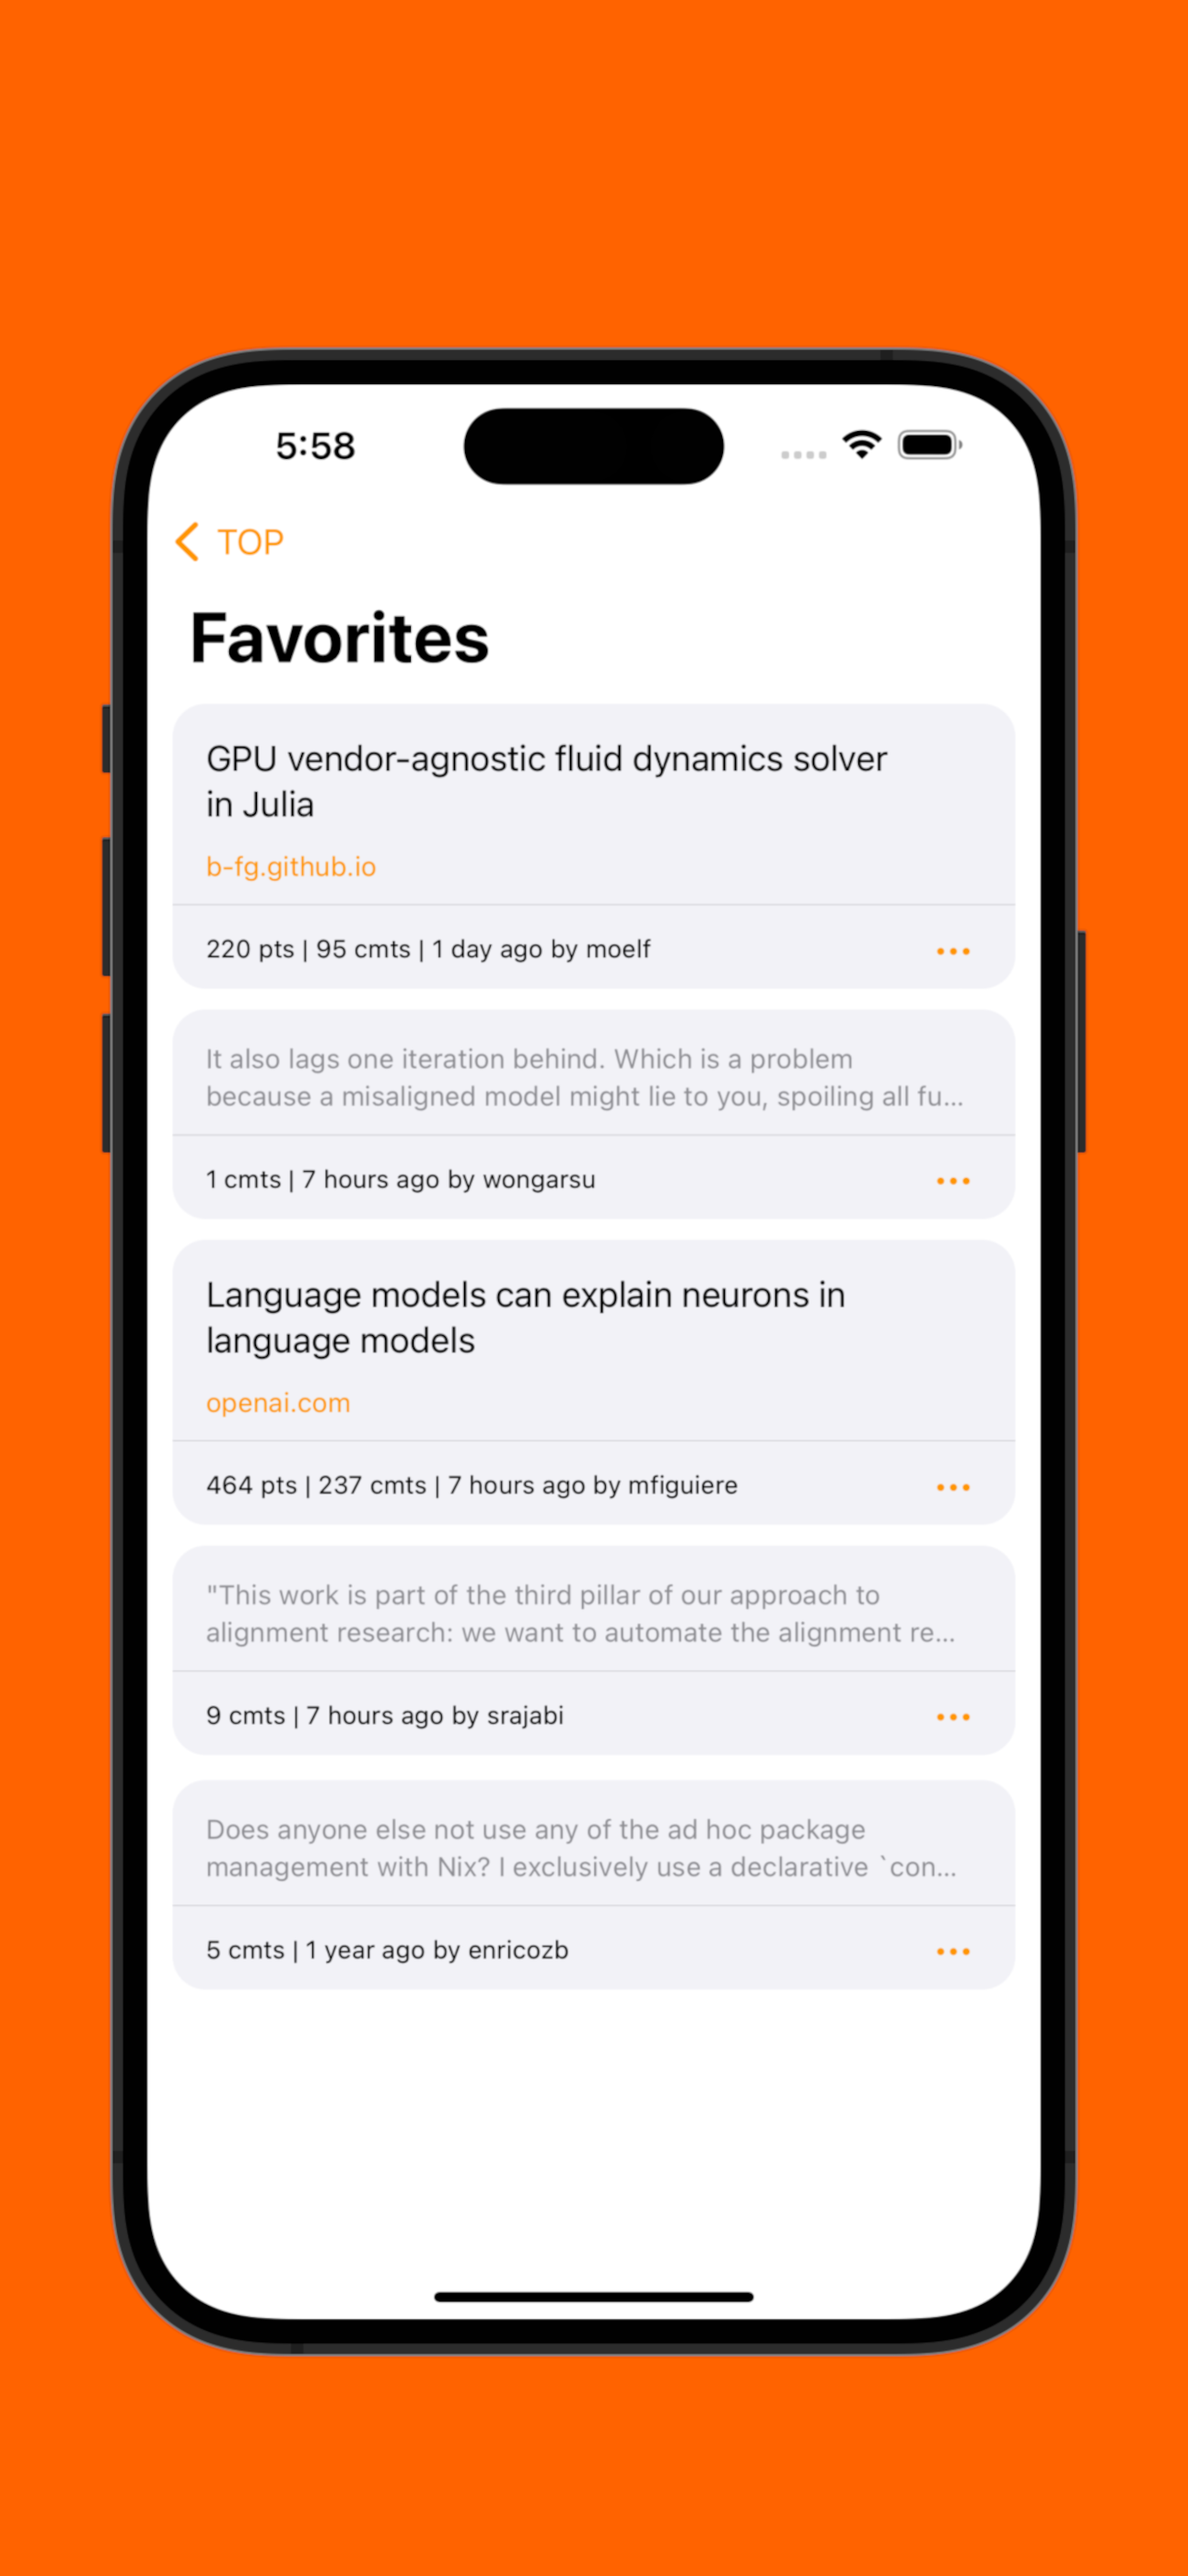 5:58
TOP
Favorites
GPU vendor-agnostic fluid dynamics solver
in Julia
b-fg.github.io
220 pts | 95 cmts | 1 day ago by moelf
It also lags one iteration behind. Which is a problem
because a misaligned model might lie to you, spoiling all fu...
1 cmts | 7 hours ago by wongarsu
Language models can explain neurons in
language models
openai.com
464 pts | 237 cmts | 7 hours ago by mfiguiere
"This work is part of the third pillar of our approach to
alignment research: we want to automate the alignment re...
9 cmts | 7 hours ago by srajabi
Does anyone else not use any of the ad hoc package
management with Nix? I exclusively use a declarative `con...
5 cmts | 1 year ago by enricozb